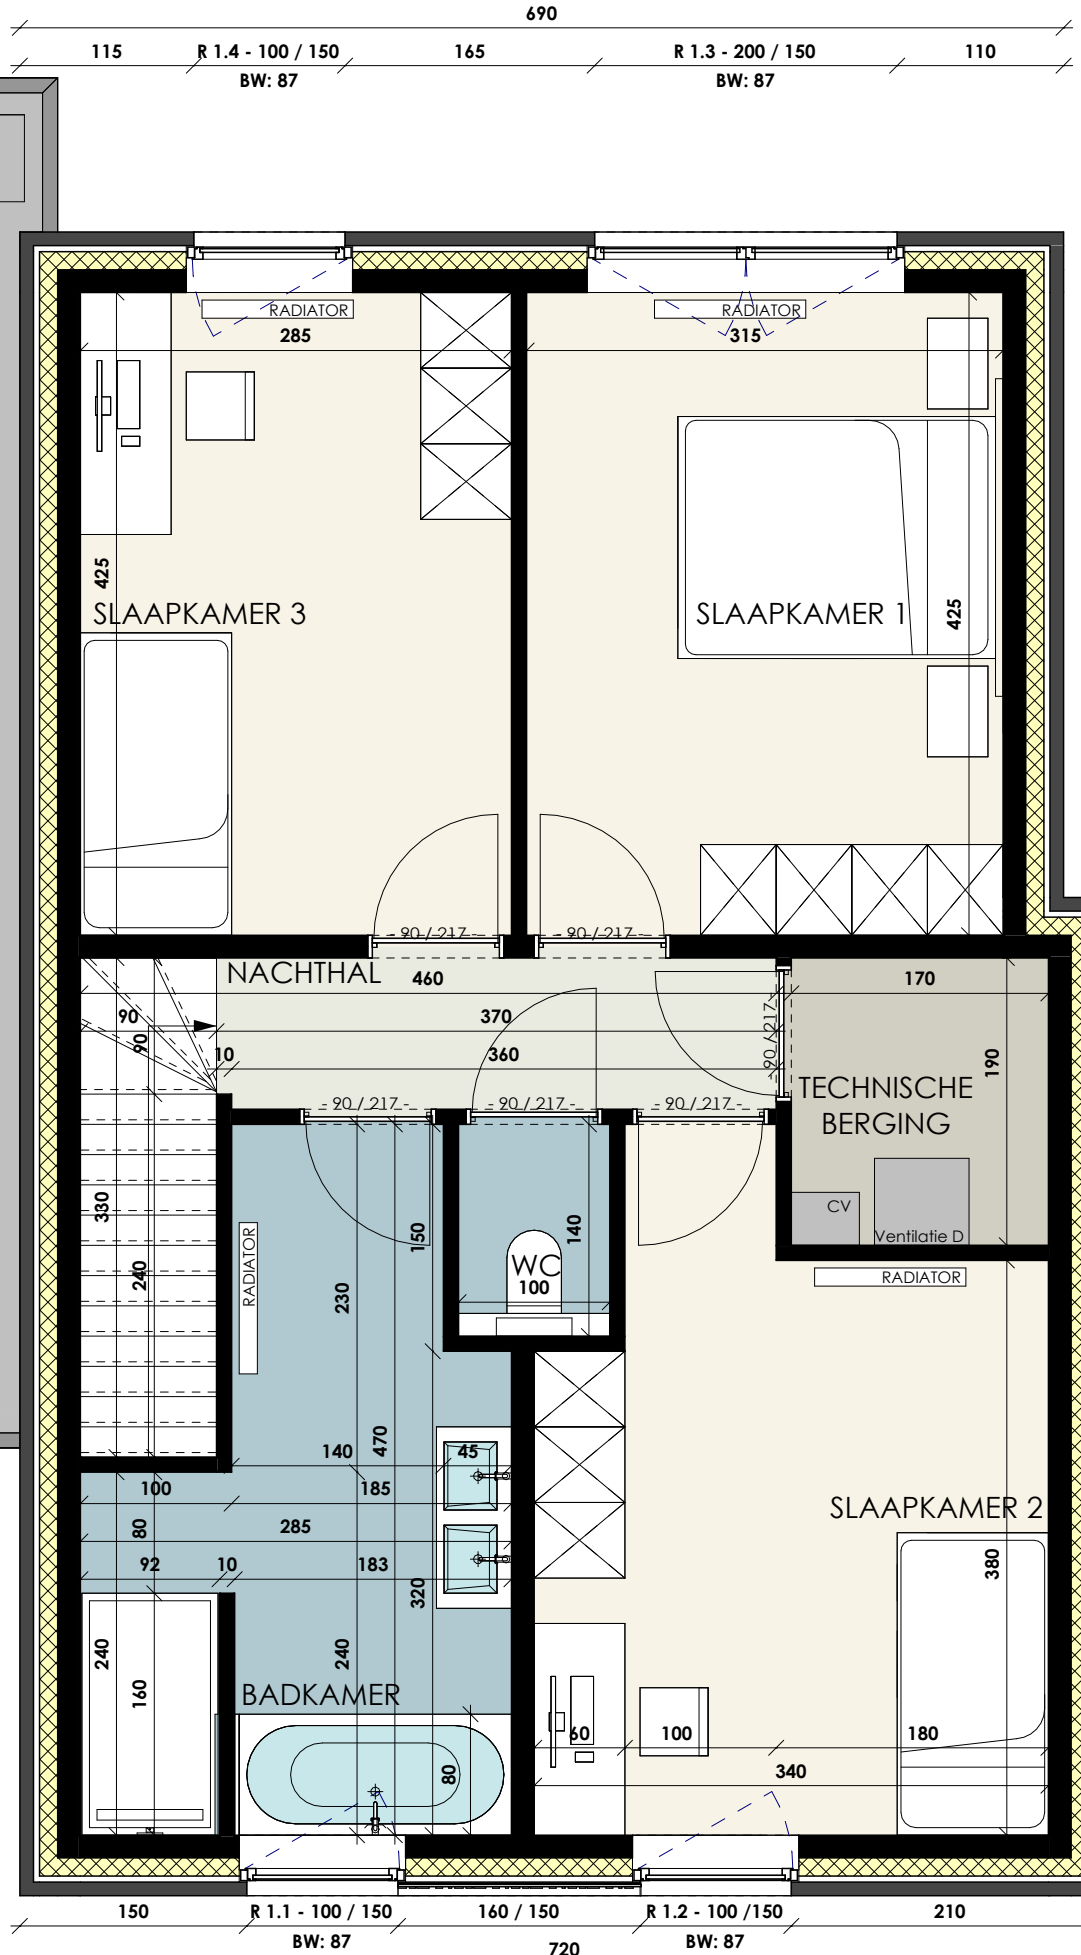 690
115 R 1.4 - 100 / 150 165 R 1.3 - 200 / 150 110
BW: 87 BW: 87
RADIATOR RADIATOR
285 315
425 425
SLAAPKAMER 3 SLAAPKAMER 1
- 90 / 217 - - 90 / 217 -
NACHTHAL 460 170
90 370
90
10 360
- 90 / 217 -
190
TECHNISCHE
BERGING
- 90 / 217 - - 90 / 217 - - 90 / 217 -
330
240
RADIATOR
230
150
140
WC
100
CV
Ventilatie D
RADIATOR
140 470 45
100 185
80
285
92 10 183
320
SLAAPKAMER 2
380
240
160
240
BADKAMER
80
60 100 180
340
150 R 1.1 - 100 / 150 160 / 150 R 1.2 - 100 /150 210
BW: 87 720 BW: 87